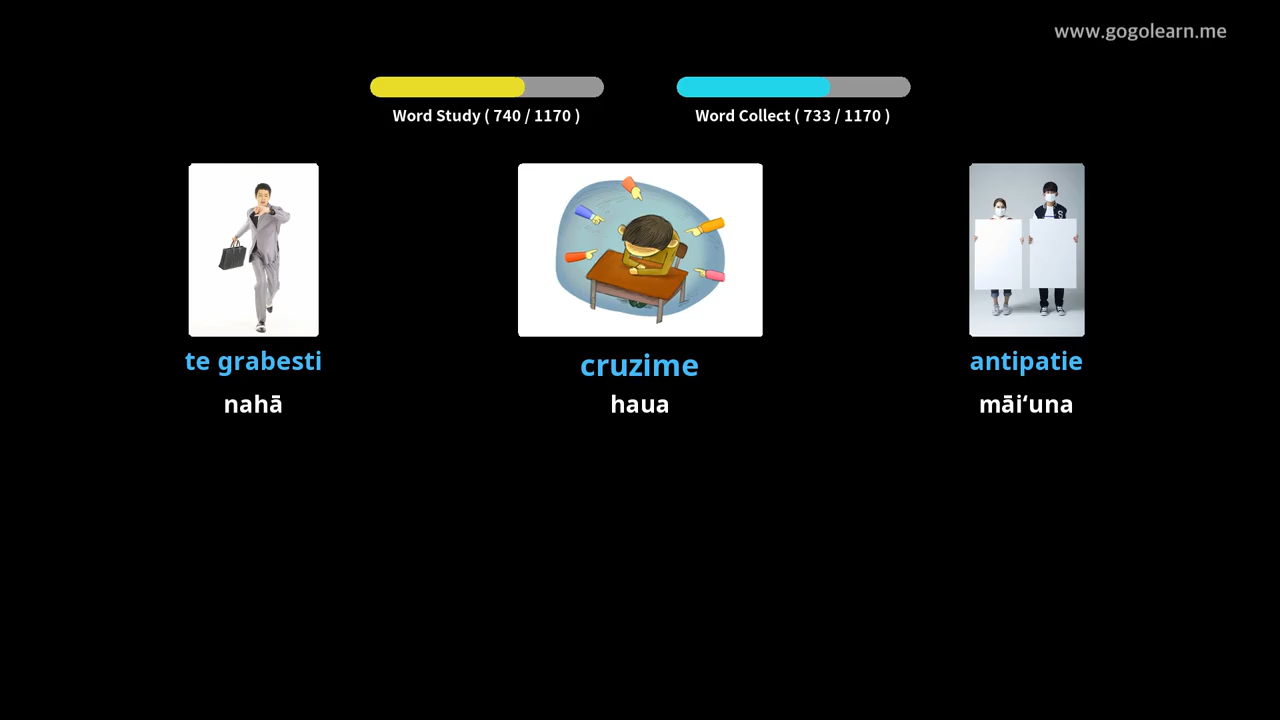 www.gogolearn.me
Word Study ( 740 / 1170 )
Word Collect ( 733 / 1170 )
te grabesti
cruzime
antipatie
nahā
haua
māiʻuna
S